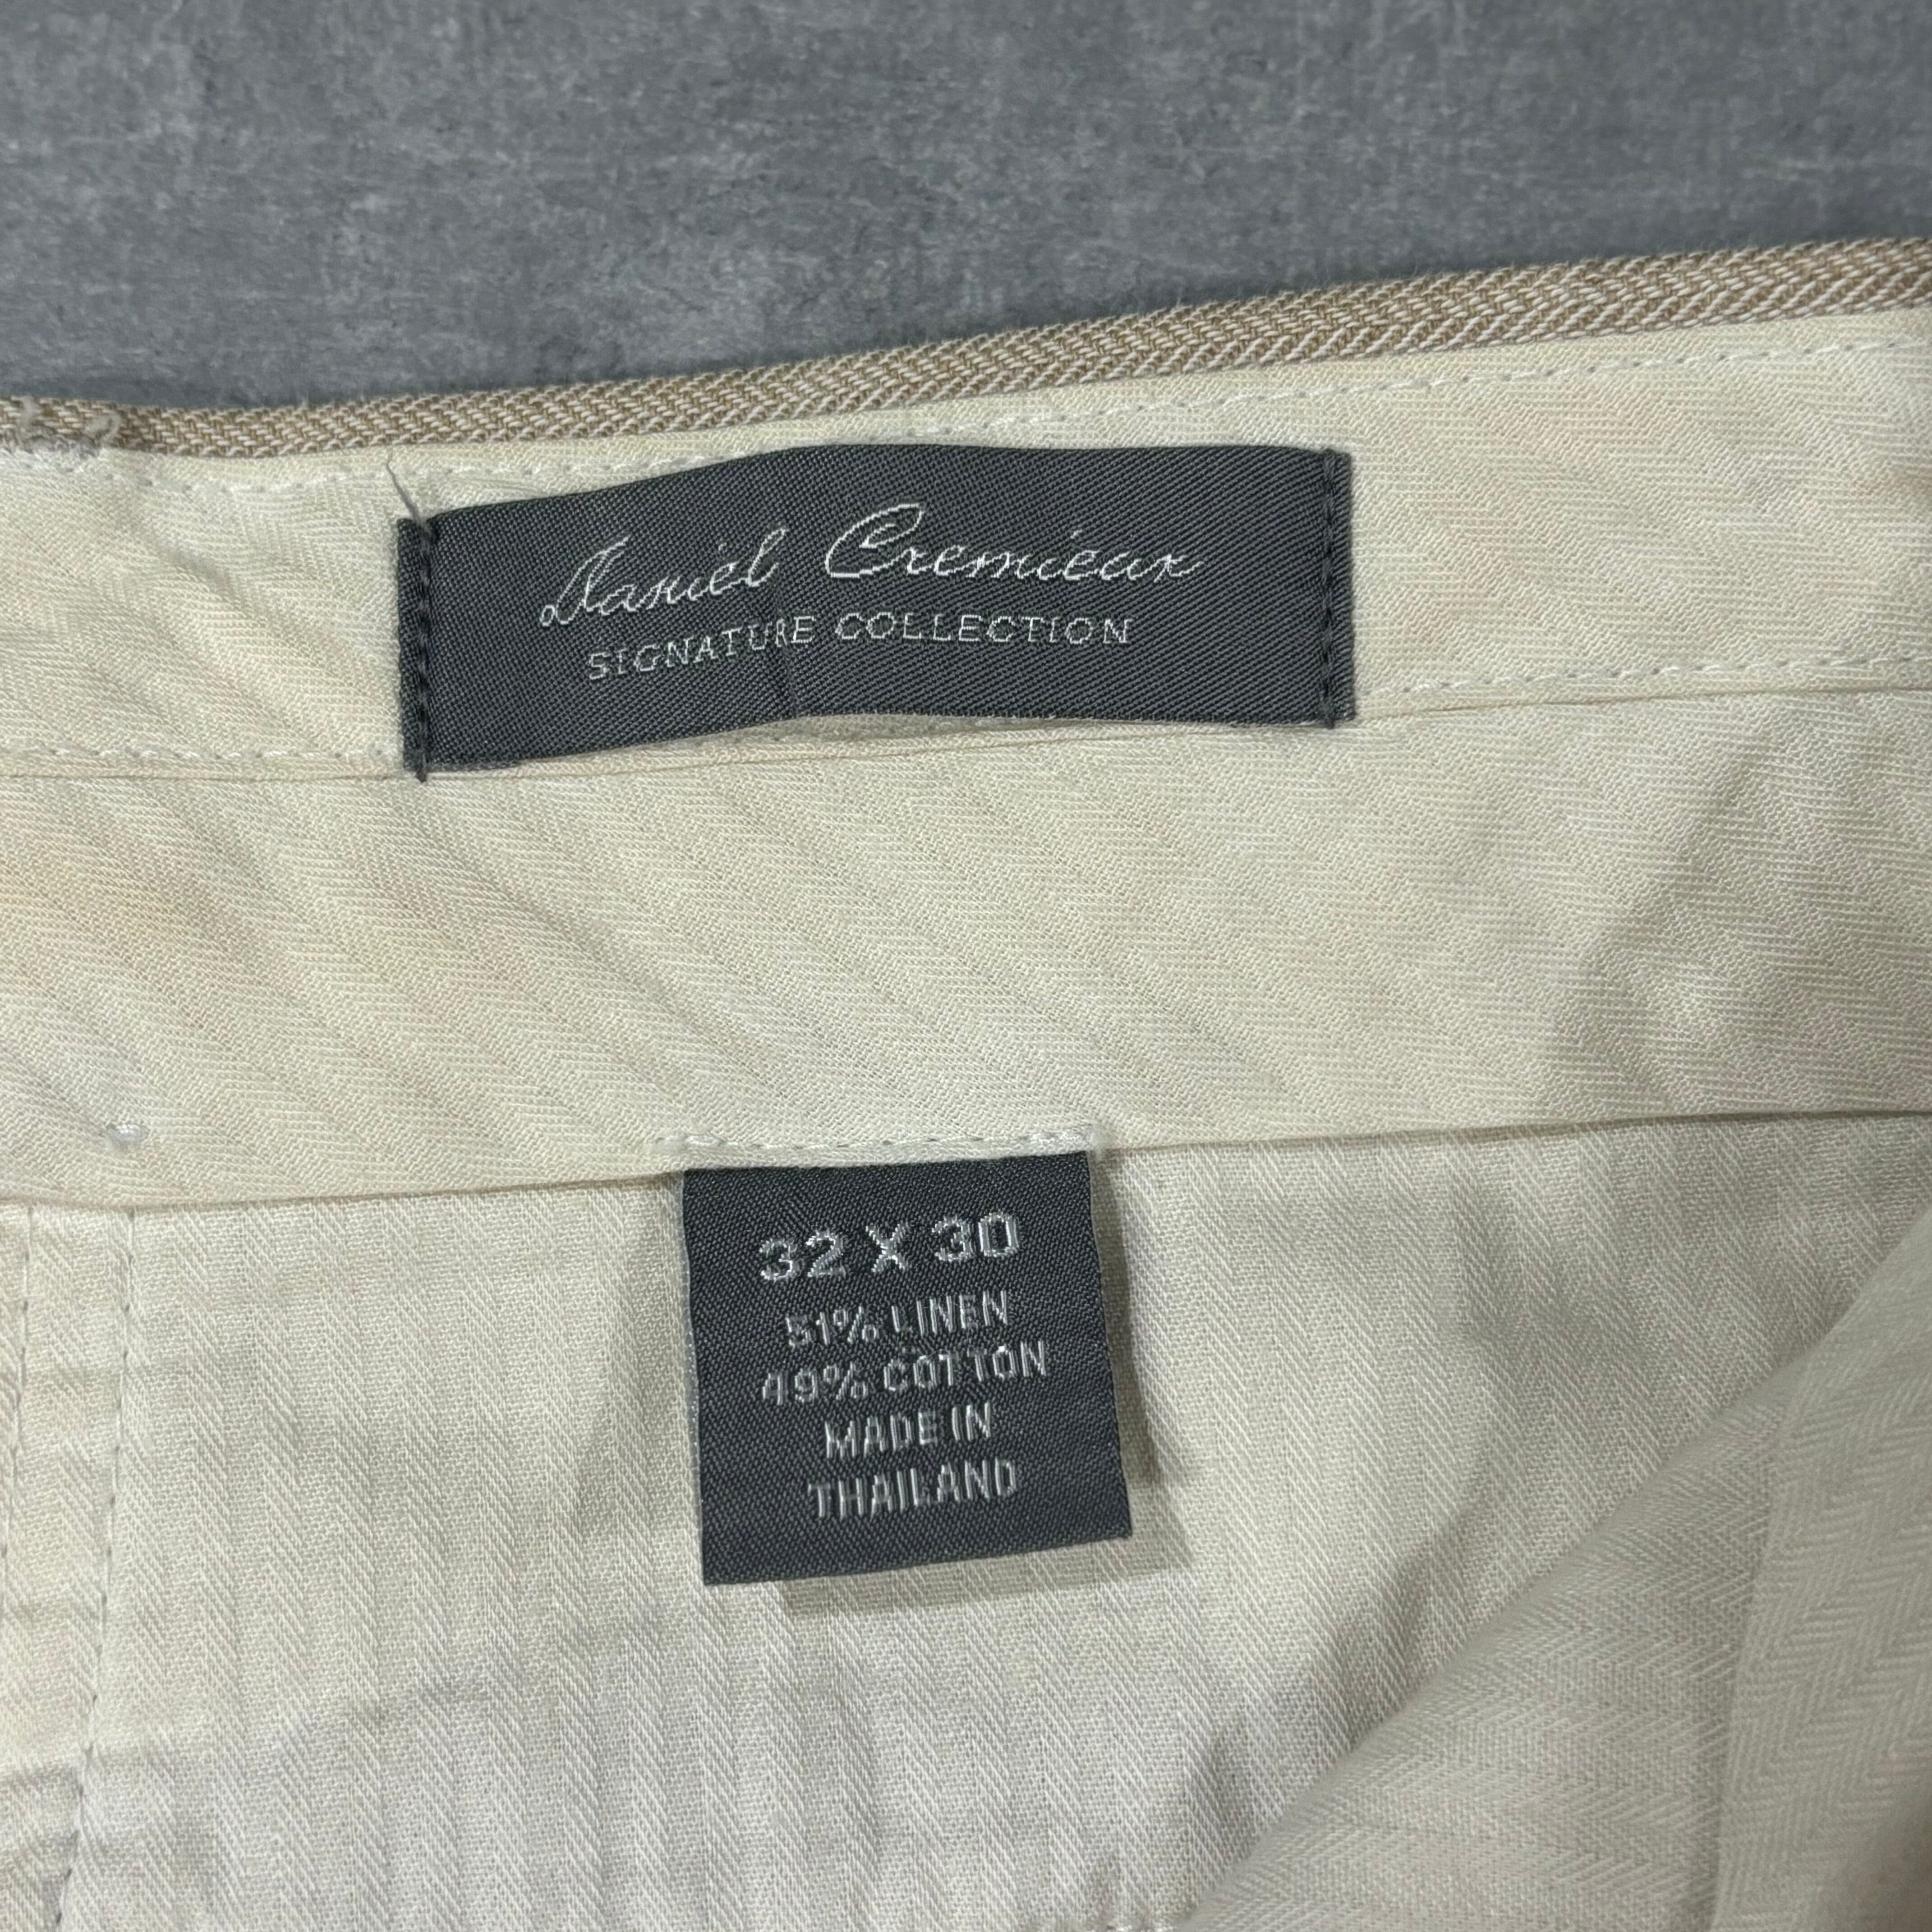 Daniel Cremieux
SIGNATURE COLLECTION
32 X 30
51% LINEN
49% COTTON
MADE IN
THAILAND